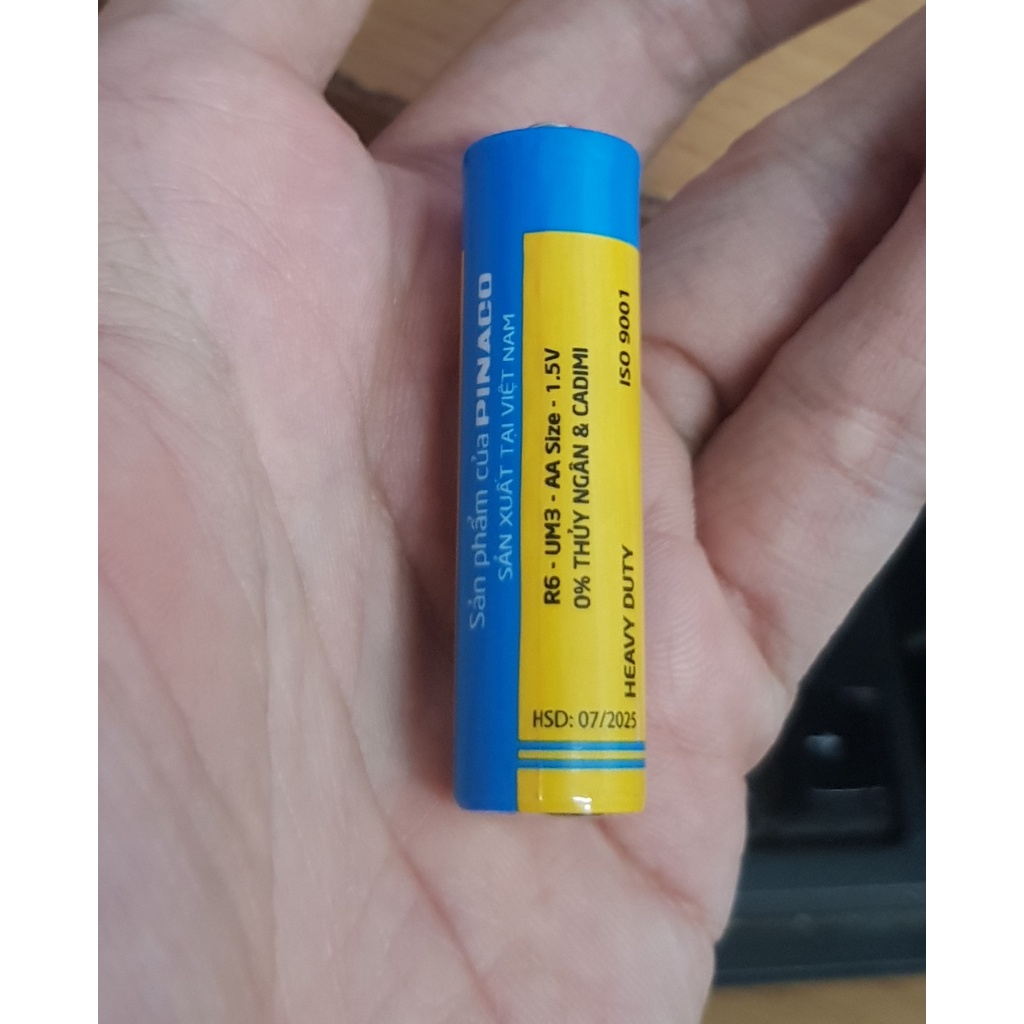 Sản phẩm của PINACO
SẢN XUẤT TẠI VIỆT NAM
R6 - UM3 - AA Size - 1.5V
0% THỦY NGÂN & CADIMI
HEAVY DUTY
ISO 9001
HSD: 07/2025